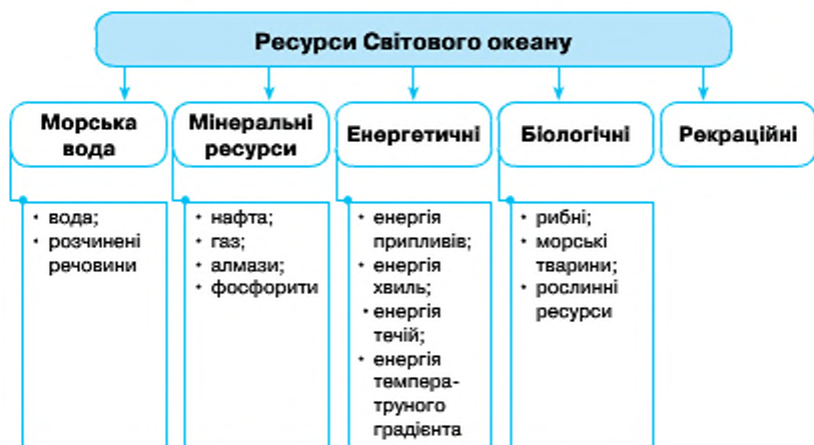 Ресурси Світового океану
Морська
вода
Мінеральні
ресурси
Енергетичні
Біологічні
Рекраційні
• вода;
• розчинені
речовини
• нафта;
• газ;
• алмази;
• фосфорити
• енергія
припливів;
• енергія
хвиль;
• енергія
течій;
• енергія
темпера-
труного
градієнта
• рибні;
• морські
тварини;
• рослинні
ресурси